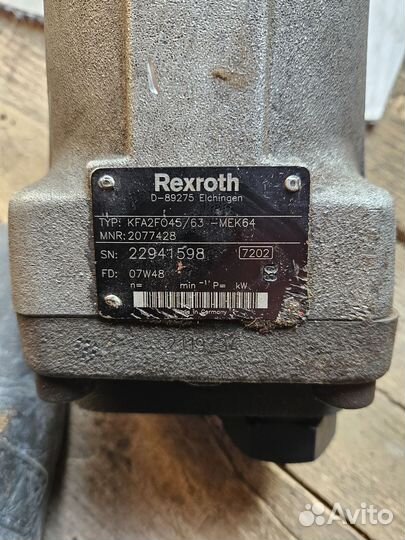 Rexroth
D-89275 Elchingen
TYP: KFA2FO45/63 -MEK64
MNR: 2077428
SN: 22941598 7202
FD: 07W48
n= min⁻¹ P= kW
Made in Germany
Avito